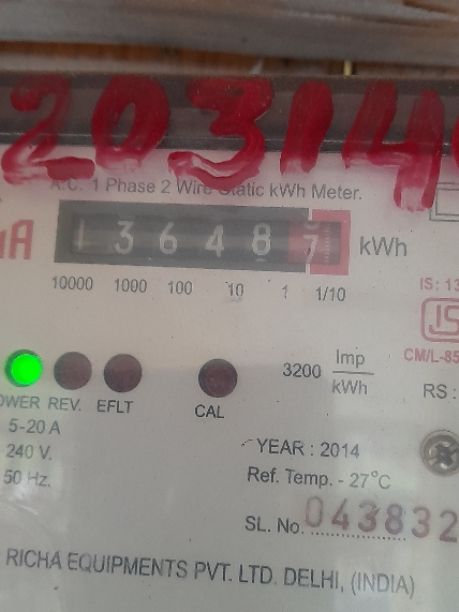 203140
A.C. 1 Phase 2 Wire Static kWh Meter.
13648 7 kWh
10000 1000 100 10 1 1/10
IS: 13
CM/L-85
3200 Imp/kWh
RS :
POWER REV. EFLT CAL
5-20 A
240 V.
50 Hz.
YEAR : 2014
Ref. Temp. - 27°C
SL. No. 043832
RICHA EQUIPMENTS PVT. LTD. DELHI, (INDIA)